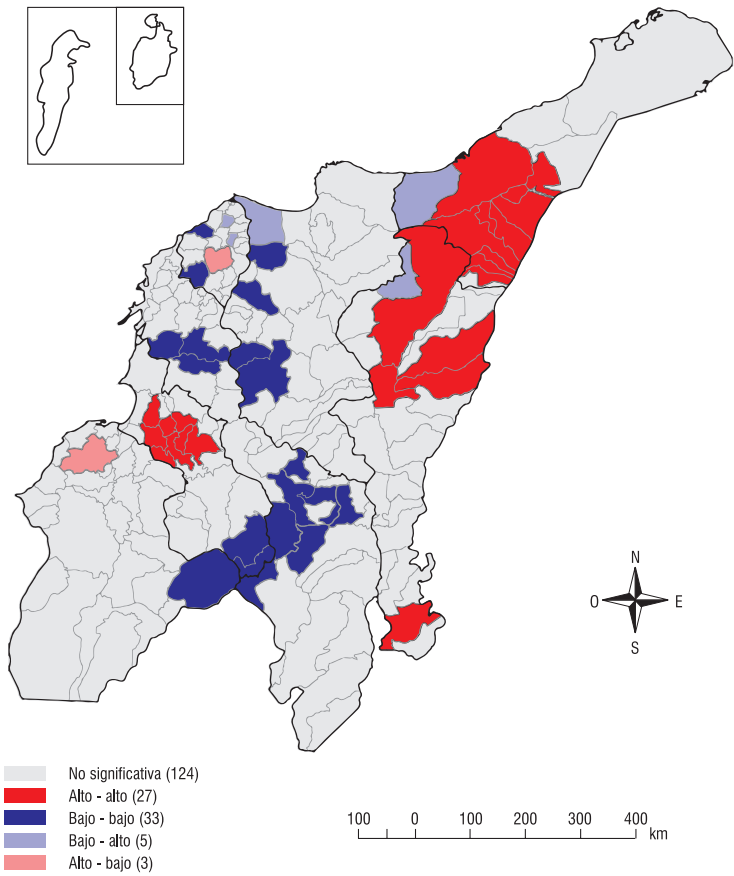 N
O
E
S
No significativa (124)
Alto - alto (27)
Bajo - bajo (33)
Bajo - alto (5)
Alto - bajo (3)
100 0 100 200 300 400
km